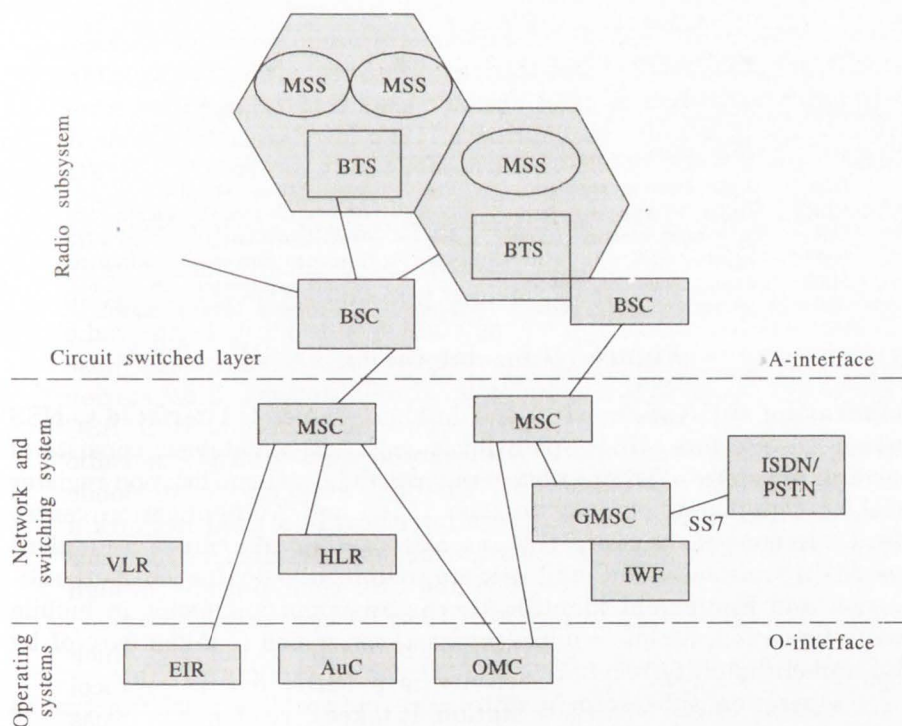 MSS
MSS
BTS
MSS
BTS
Radio subsystem
BSC
BSC
Circuit switched layer
A-interface
MSC
MSC
Network and
switching system
ISDN/
PSTN
GMSC
SS7
VLR
HLR
IWF
O-interface
Operating
systems
EIR
AuC
OMC